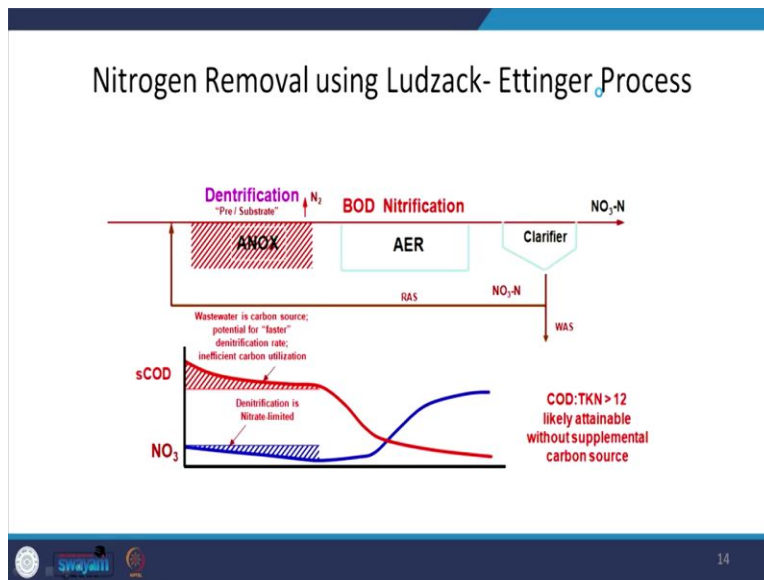 Nitrogen Removal using Ludzack- Ettinger Process
Dentrification
"Pre / Substrate"
N2
BOD Nitrification
NO3-N
ANOX
AER
Clarifier
RAS
NO3-N
WAS
Wastewater is carbon source;
potential for "faster"
denitrification rate;
inefficient carbon utilization
sCOD
Denitrification is
Nitrate-limited
NO3
COD:TKN > 12
likely attainable
without supplemental
carbon source
swayam
14